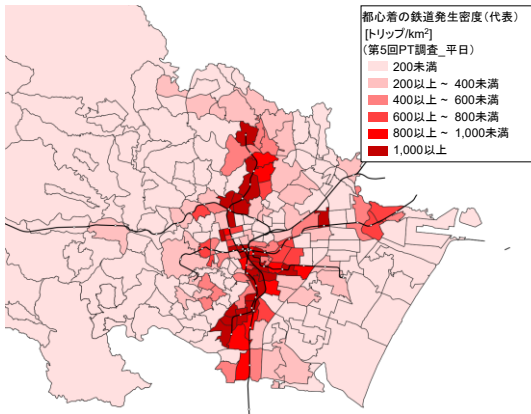 都心着の鉄道発生密度(代表)
[トリップ/km²]
(第5回PT調査_平日)
200未満
200以上 ~ 400未満
400以上 ~ 600未満
600以上 ~ 800未満
800以上 ~ 1,000未満
1,000以上